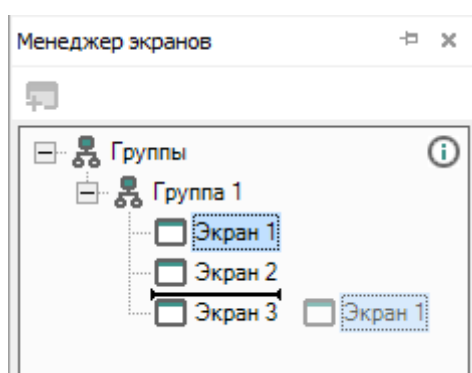 Менеджер экранов
Группы
Группа 1
Экран 1
Экран 2
Экран 3 Экран 1